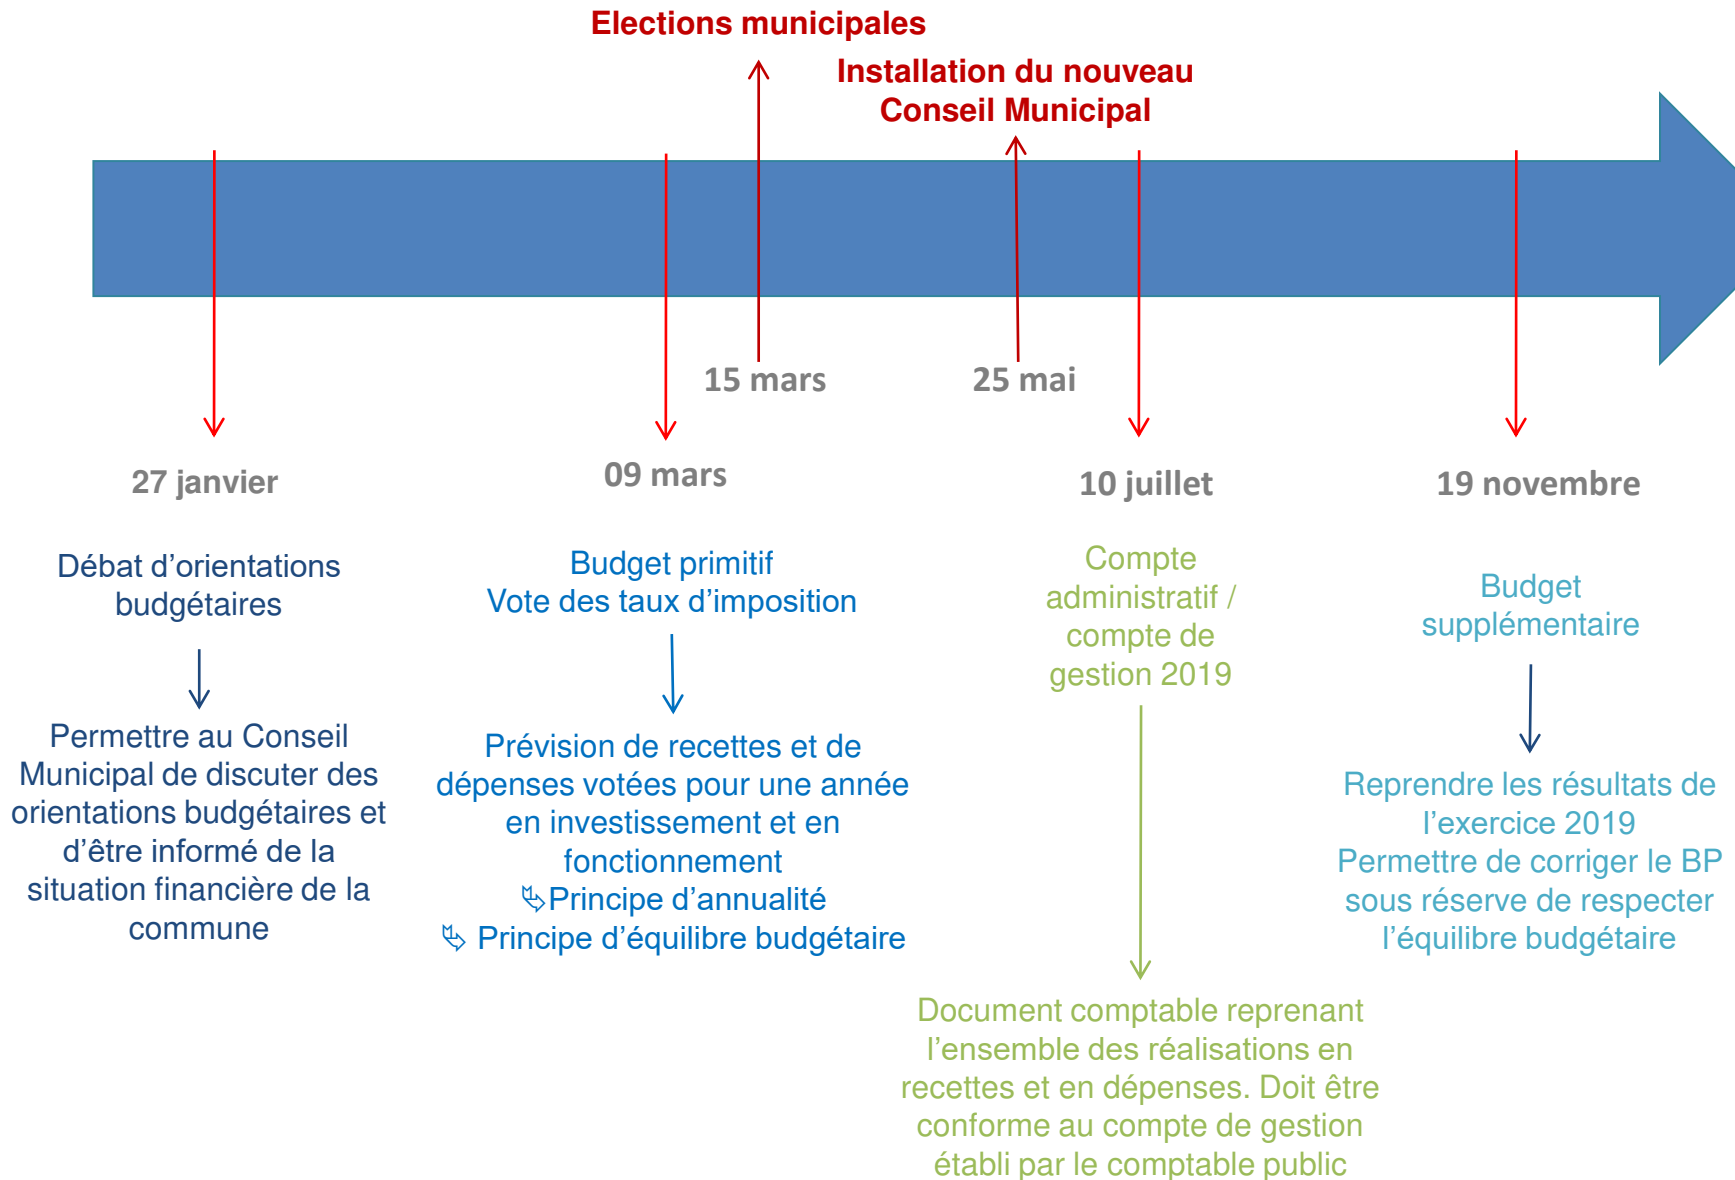 Elections municipales
Installation du nouveau
Conseil Municipal
15 mars
25 mai
27 janvier
Débat d’orientations
budgétaires
Permettre au Conseil
Municipal de discuter des
orientations budgétaires et
d’être informé de la
situation financière de la
commune
09 mars
Budget primitif
Vote des taux d’imposition
Prévision de recettes et de
dépenses votées pour une année
en investissement et en
fonctionnement
↳Principe d’annualité
↳ Principe d’équilibre budgétaire
10 juillet
Compte
administratif /
compte de
gestion 2019
Document comptable reprenant
l’ensemble des réalisations en
recettes et en dépenses. Doit être
conforme au compte de gestion
établi par le comptable public
19 novembre
Budget
supplémentaire
Reprendre les résultats de
l’exercice 2019
Permettre de corriger le BP
sous réserve de respecter
l’équilibre budgétaire